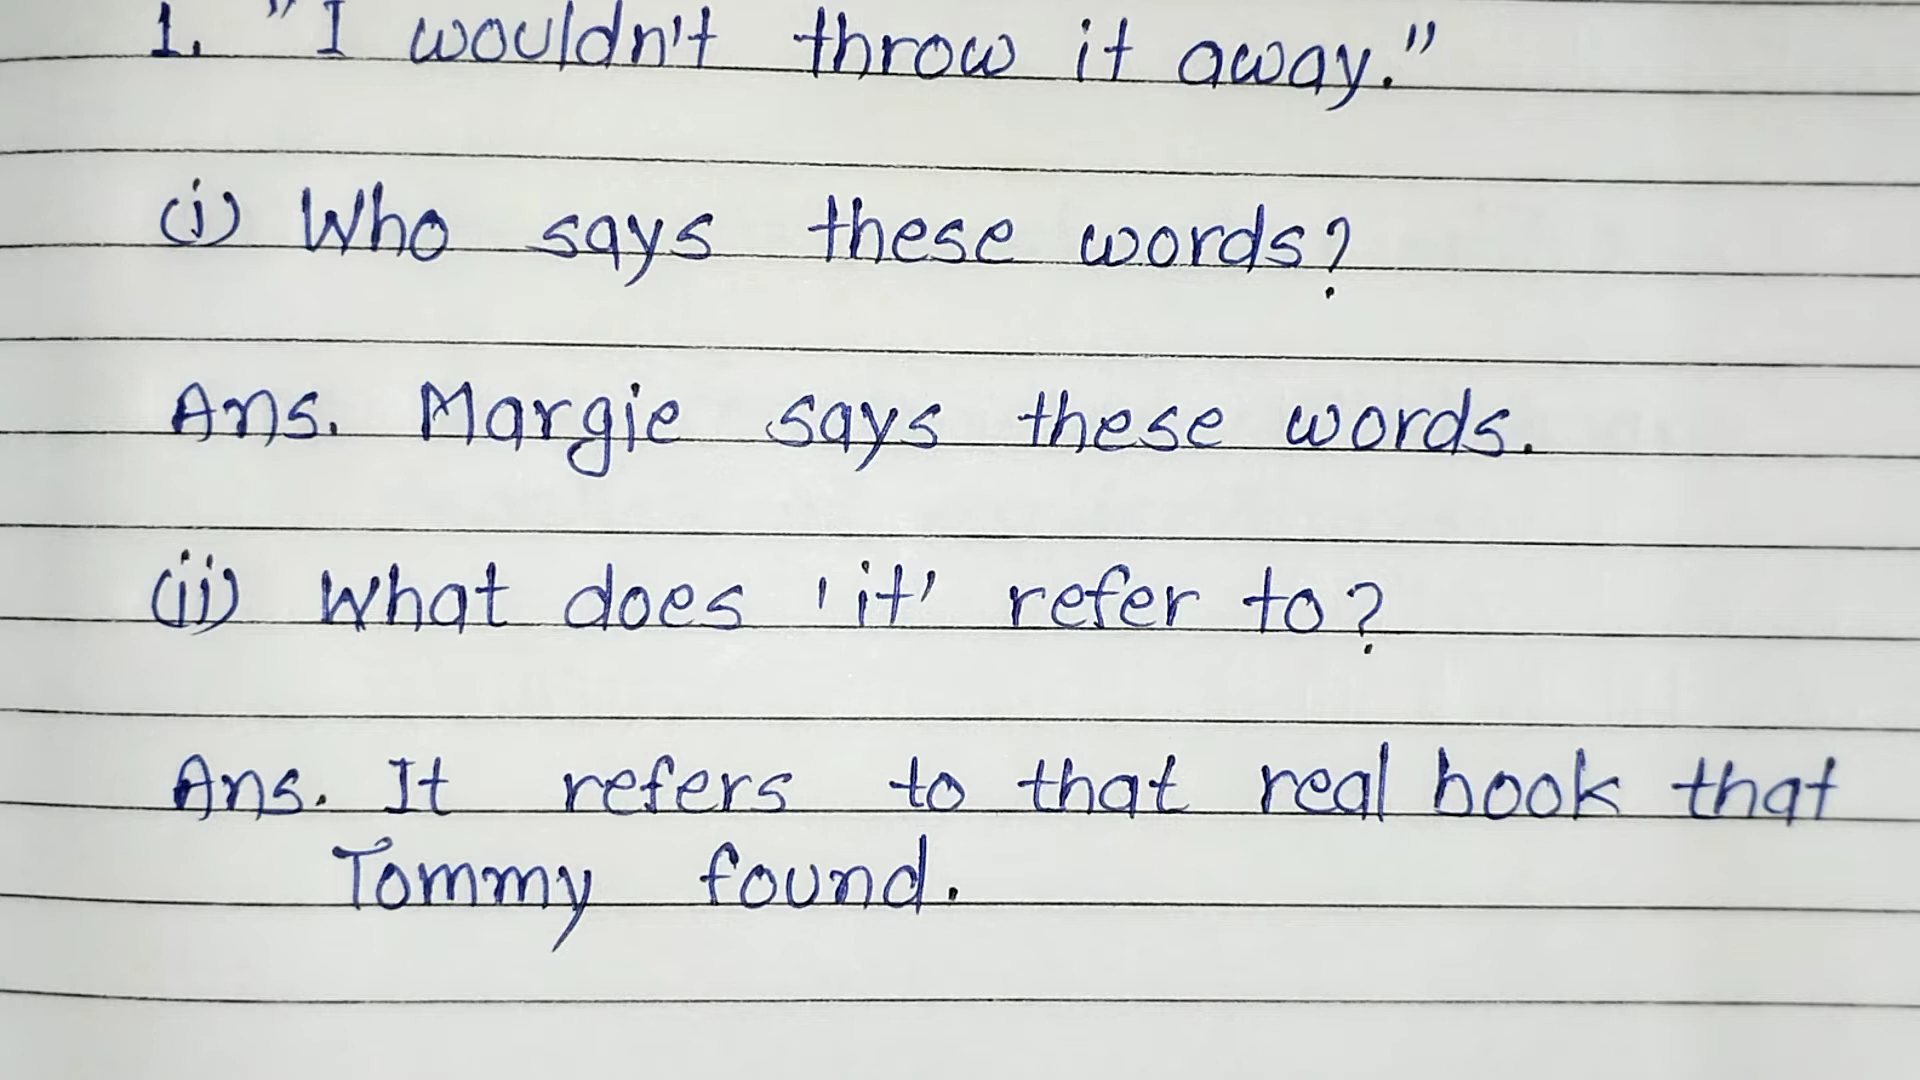 1. "I wouldn't throw it away."
(i) Who says these words?
Ans. Margie says these words.
(ii) What does 'it' refer to?
Ans. It refers to that real book that
Tommy found.